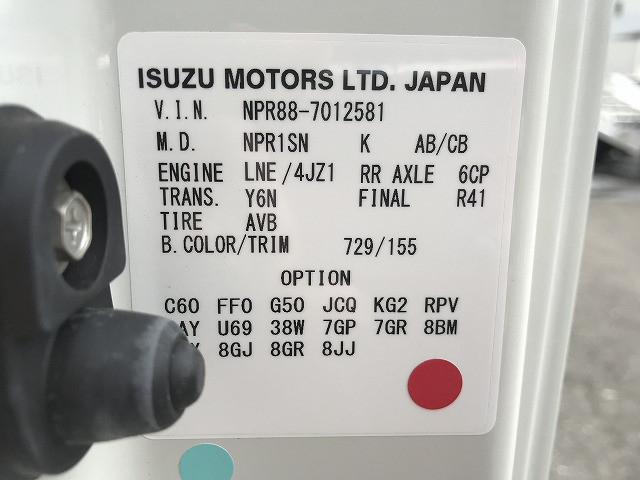 ISUZU MOTORS LTD. JAPAN
V.I.N. NPR88-7012581
M.D. NPR1SN K AB/CB
ENGINE LNE/4JZ1 RR AXLE 6CP
TRANS. Y6N FINAL R41
TIRE AVB
B.COLOR/TRIM 729/155
OPTION
C60 FF0 G50 JCQ KG2 RPV
U69 38W 7GP 7GR 8BM
8GJ 8GR 8JJ